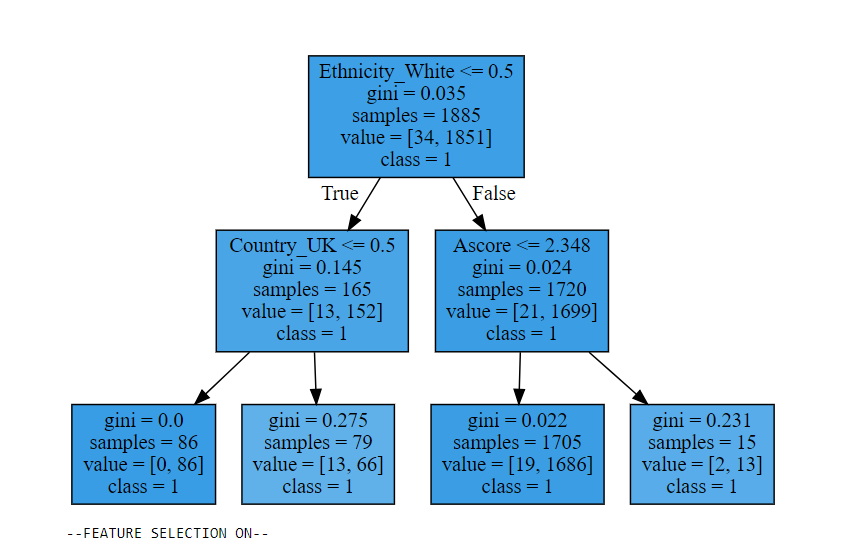 Ethnicity_White <= 0.5
gini = 0.035
samples = 1885
value = [34, 1851]
class = 1
True
False
Country_UK <= 0.5
gini = 0.145
samples = 165
value = [13, 152]
class = 1
Ascore <= 2.348
gini = 0.024
samples = 1720
value = [21, 1699]
class = 1
gini = 0.0
samples = 86
value = [0, 86]
class = 1
gini = 0.275
samples = 79
value = [13, 66]
class = 1
gini = 0.022
samples = 1705
value = [19, 1686]
class = 1
gini = 0.231
samples = 15
value = [2, 13]
class = 1
--FEATURE SELECTION ON--